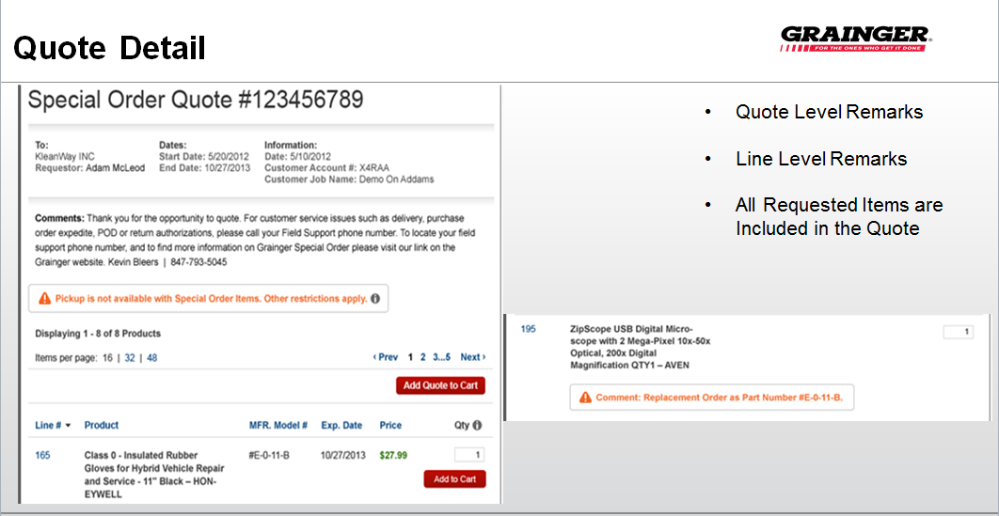 Quote Detail
GRAINGER
FOR THE ONES WHO GET IT DONE
Special Order Quote #123456789
To:
KleanWay INC
Requestor: Adam McLeod
Dates:
Start Date: 5/20/2012
End Date: 10/27/2013
Information:
Date: 5/10/2012
Customer Account #: X4RAA
Customer Job Name: Demo On Addams
Comments: Thank you for the opportunity to quote. For customer service issues such as delivery, purchase
order expedite, POD or return authorizations, please call your Field Support phone number. To locate your field
support phone number, and to find more information on Grainger Special Order please visit our link on the
Grainger website. Kevin Bleers | 847-793-5045
Pickup is not available with Special Order Items. Other restrictions apply.
Displaying 1 - 8 of 8 Products
Items per page: 16 | 32 | 48
‹ Prev 1 2 3...5 Next ›
Add Quote to Cart
Line # Product MFR. Model # Exp. Date Price Qty
165 Class 0 - Insulated Rubber #E-0-11-B 10/27/2013 $27.99 1
Gloves for Hybrid Vehicle Repair
and Service - 11" Black – HON-
EYWELL
Add to Cart
• Quote Level Remarks
• Line Level Remarks
• All Requested Items are
Included in the Quote
195 ZipScope USB Digital Micro- 1
scope with 2 Mega-Pixel 10x-50x
Optical, 200x Digital
Magnification QTY1 – AVEN
Comment: Replacement Order as Part Number #E-0-11-B.